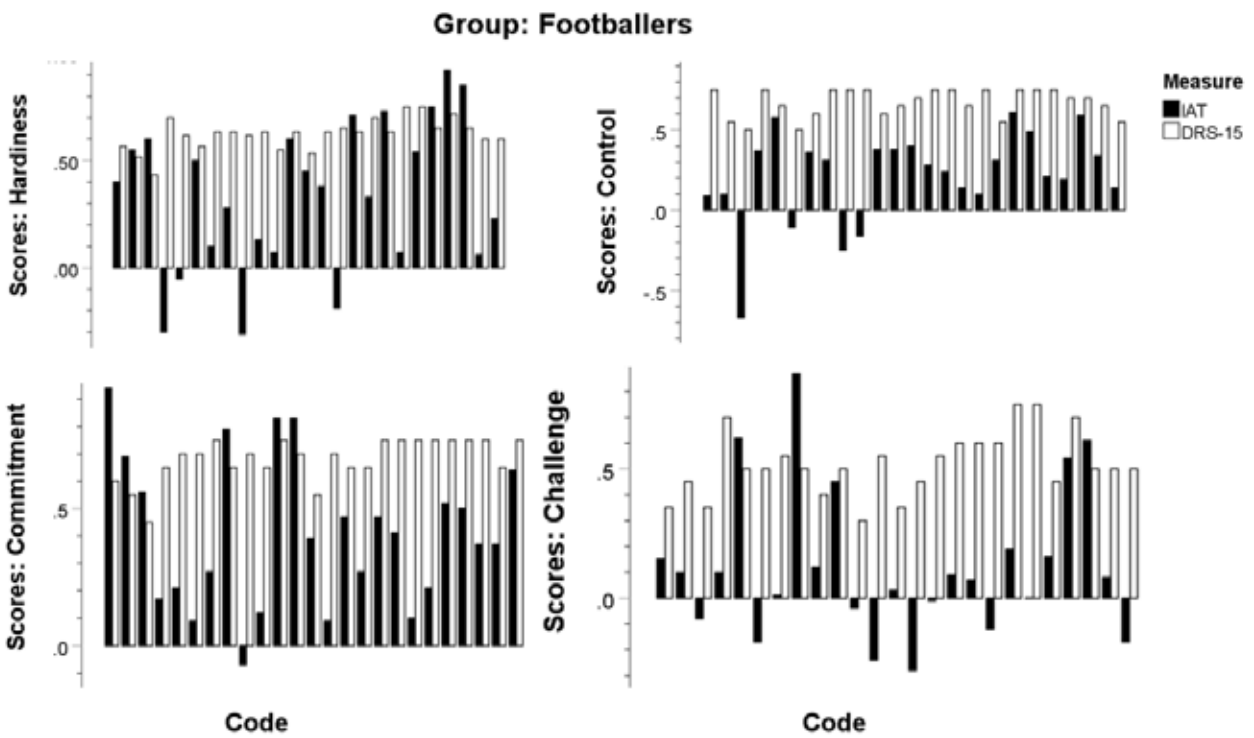 Group: Footballers
Measure
IAT
DRS-15
Scores: Hardiness
.50
.00
Scores: Control
.5
.0
-.5
Scores: Commitment
.5
.0
Code
Scores: Challenge
.5
.0
Code